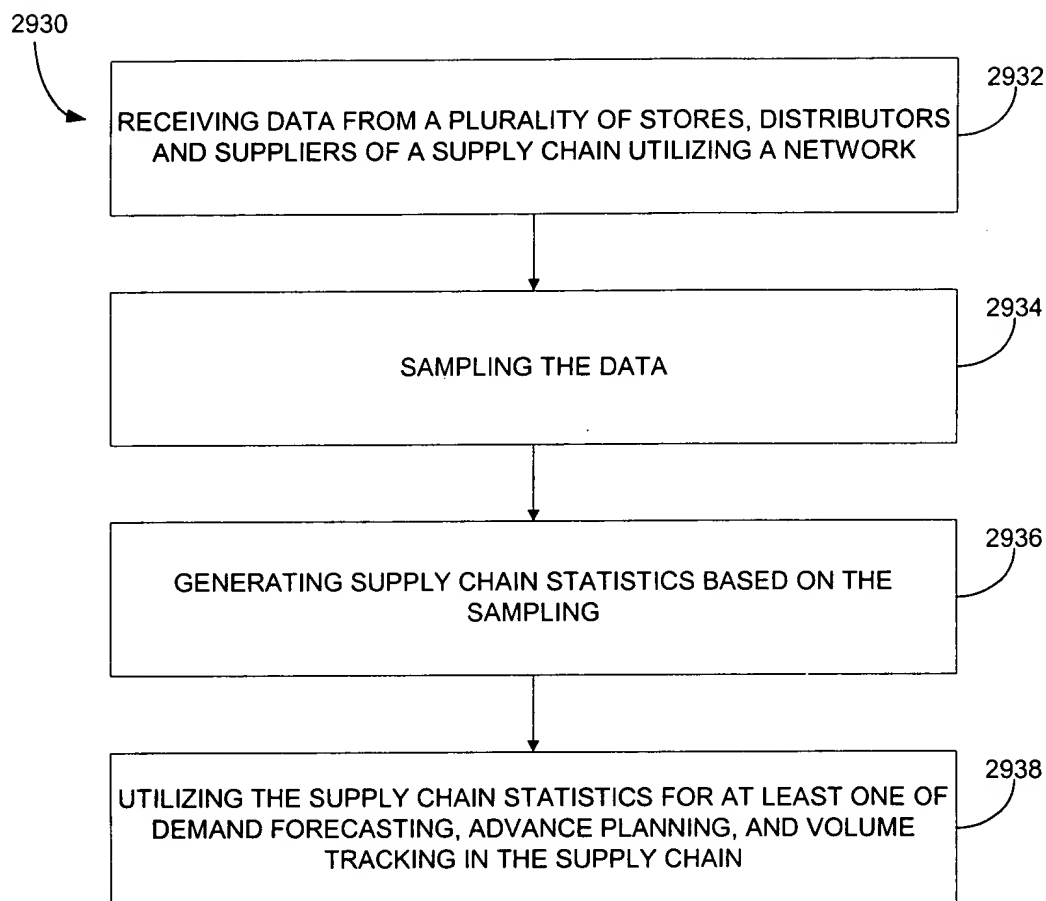 2930
2932
RECEIVING DATA FROM A PLURALITY OF STORES, DISTRIBUTORS
AND SUPPLIERS OF A SUPPLY CHAIN UTILIZING A NETWORK
2934
SAMPLING THE DATA
2936
GENERATING SUPPLY CHAIN STATISTICS BASED ON THE
SAMPLING
2938
UTILIZING THE SUPPLY CHAIN STATISTICS FOR AT LEAST ONE OF
DEMAND FORECASTING, ADVANCE PLANNING, AND VOLUME
TRACKING IN THE SUPPLY CHAIN